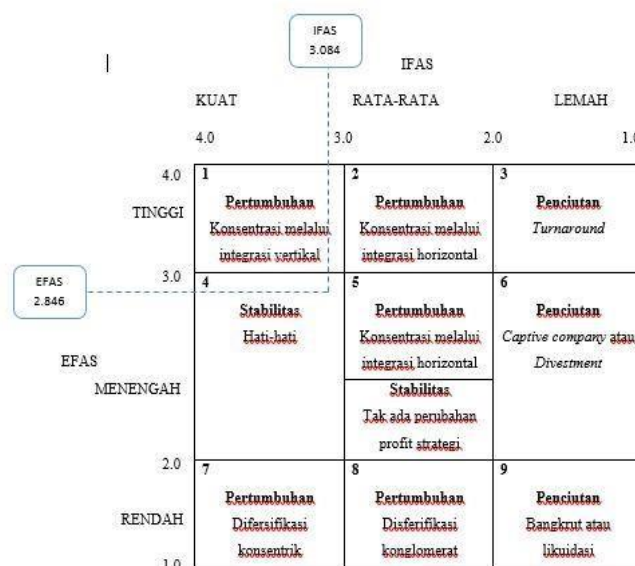 IFAS
3.084
IFAS
KUAT RATA-RATA LEMAH
4.0 3.0 2.0 1.0
4.0
TINGGI
3.0
1
Pertumbuhan
Konsentrasi melalui
integrasi vertikal
2
Pertumbuhan
Konsentrasi melalui
integrasi horizontal
3
Penciutan
Turnaround
EFAS
2.846
EFAS
MENENGAH
2.0
4
Stabilitas
Hati-hati
5
Pertumbuhan
Konsentrasi melalui
integrasi horizontal
Stabilitas
Tak ada perubahan
profit strategi
6
Penciutan
Captive company atau
Divestment
RENDAH
1.0
7
Pertumbuhan
Difersifikasi
konsentrik
8
Pertumbuhan
Disferifikasi
konglomerat
9
Penciutan
Bangkrut atau
likuidasi